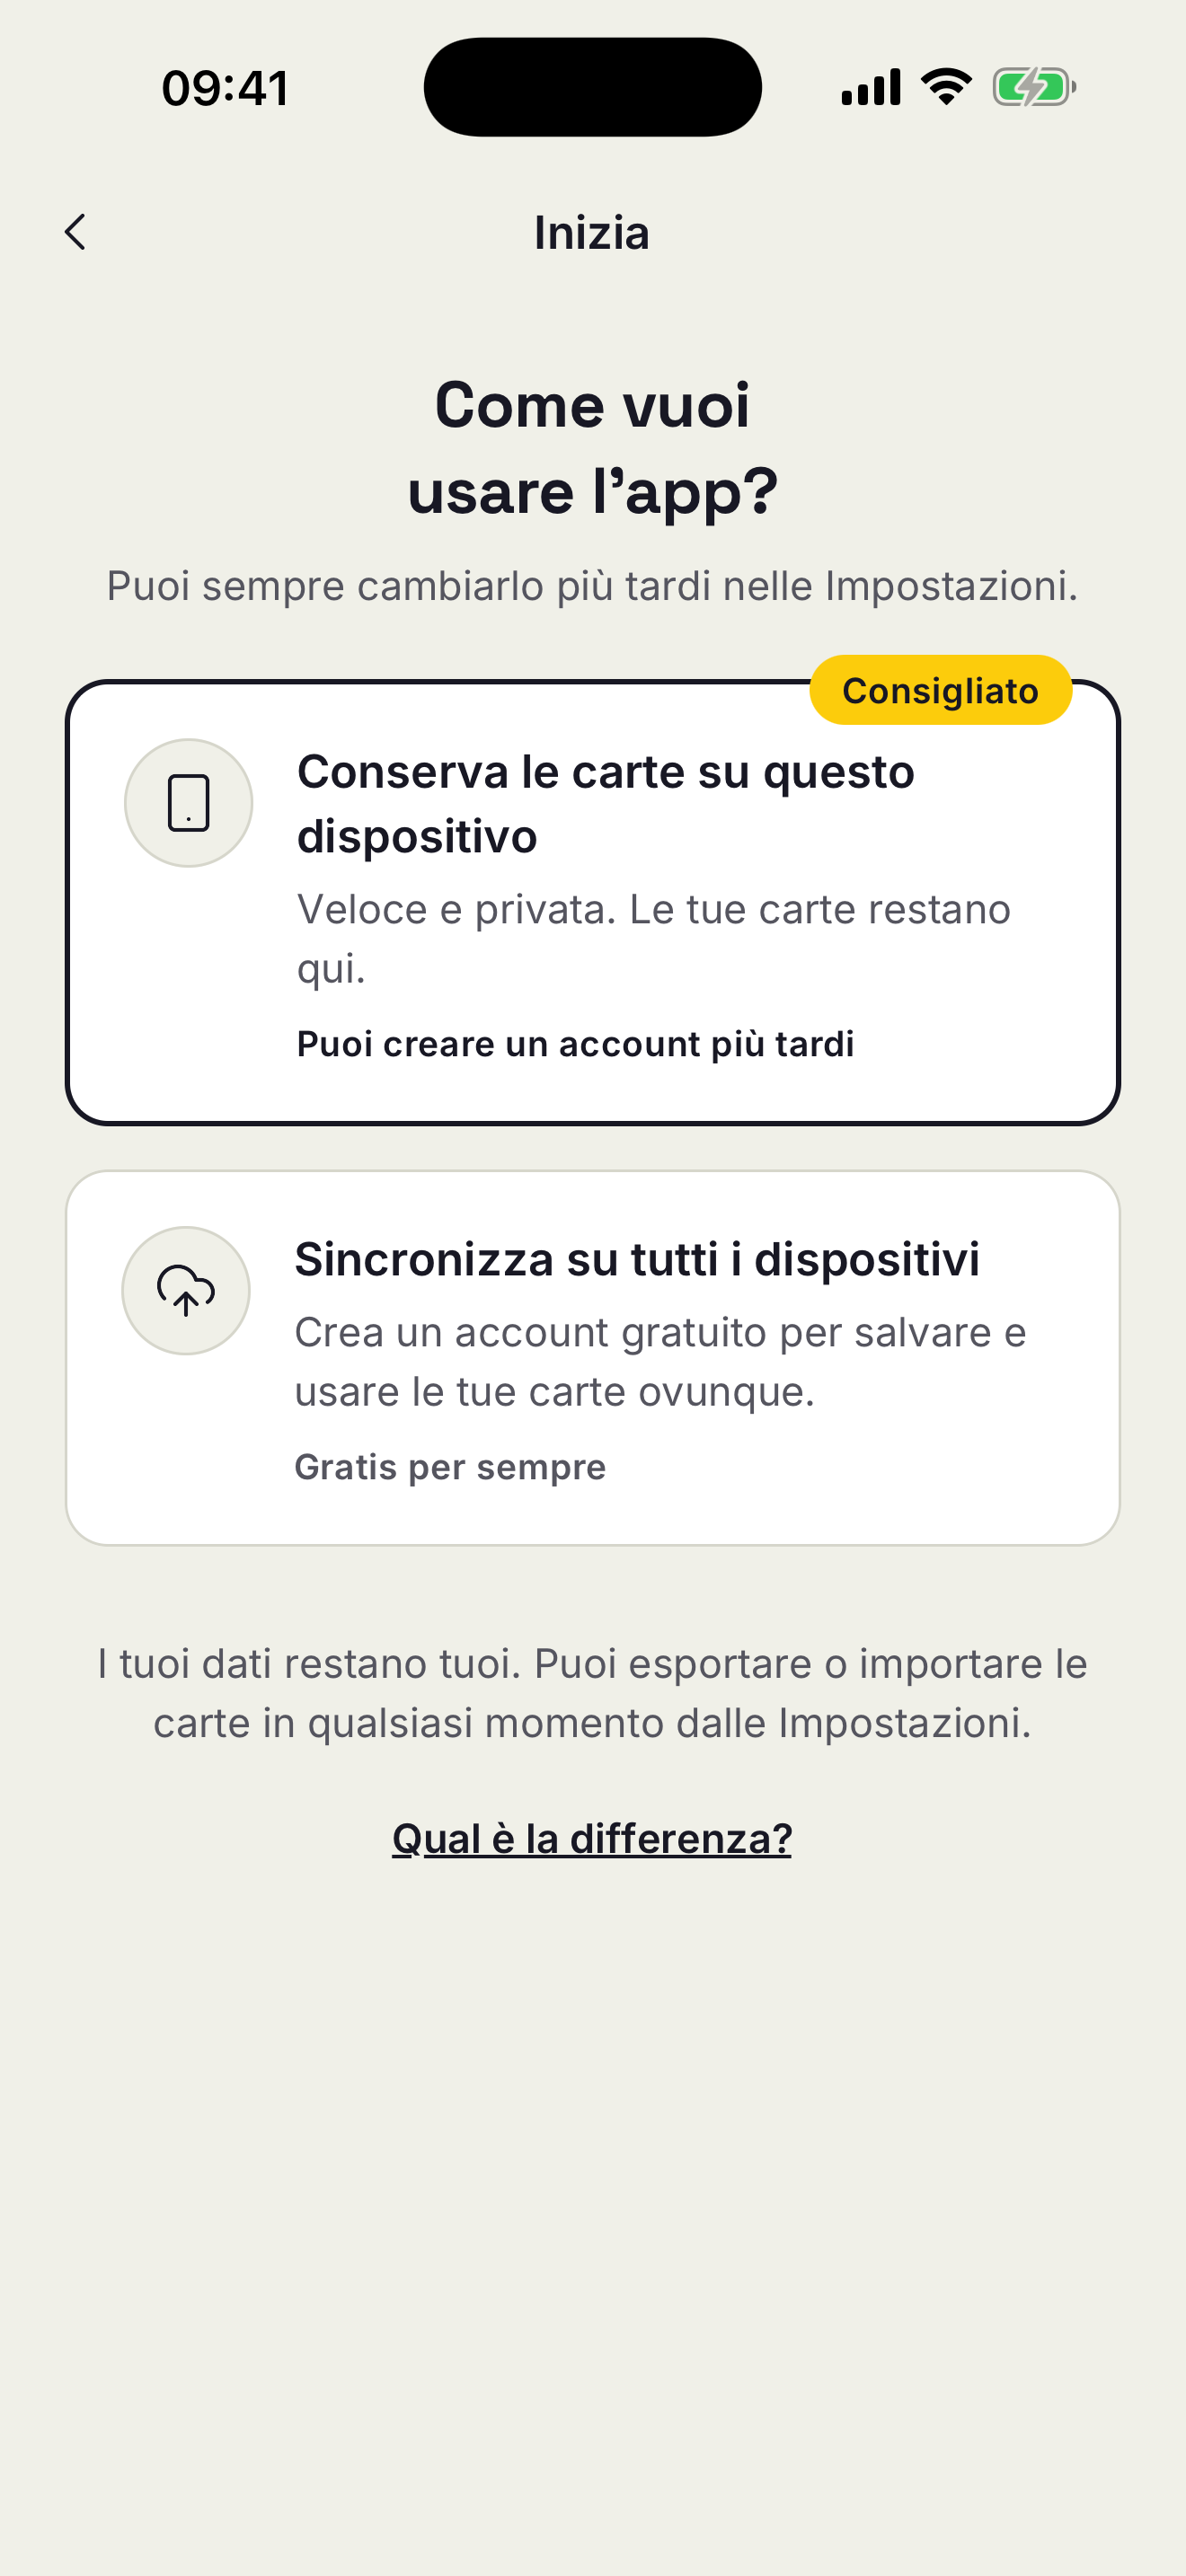 09:41
Inizia
Come vuoi
usare l’app?
Puoi sempre cambiarlo più tardi nelle Impostazioni.
Consigliato
Conserva le carte su questo
dispositivo
Veloce e privata. Le tue carte restano
qui.
Puoi creare un account più tardi
Sincronizza su tutti i dispositivi
Crea un account gratuito per salvare e
usare le tue carte ovunque.
Gratis per sempre
I tuoi dati restano tuoi. Puoi esportare o importare le
carte in qualsiasi momento dalle Impostazioni.
Qual è la differenza?